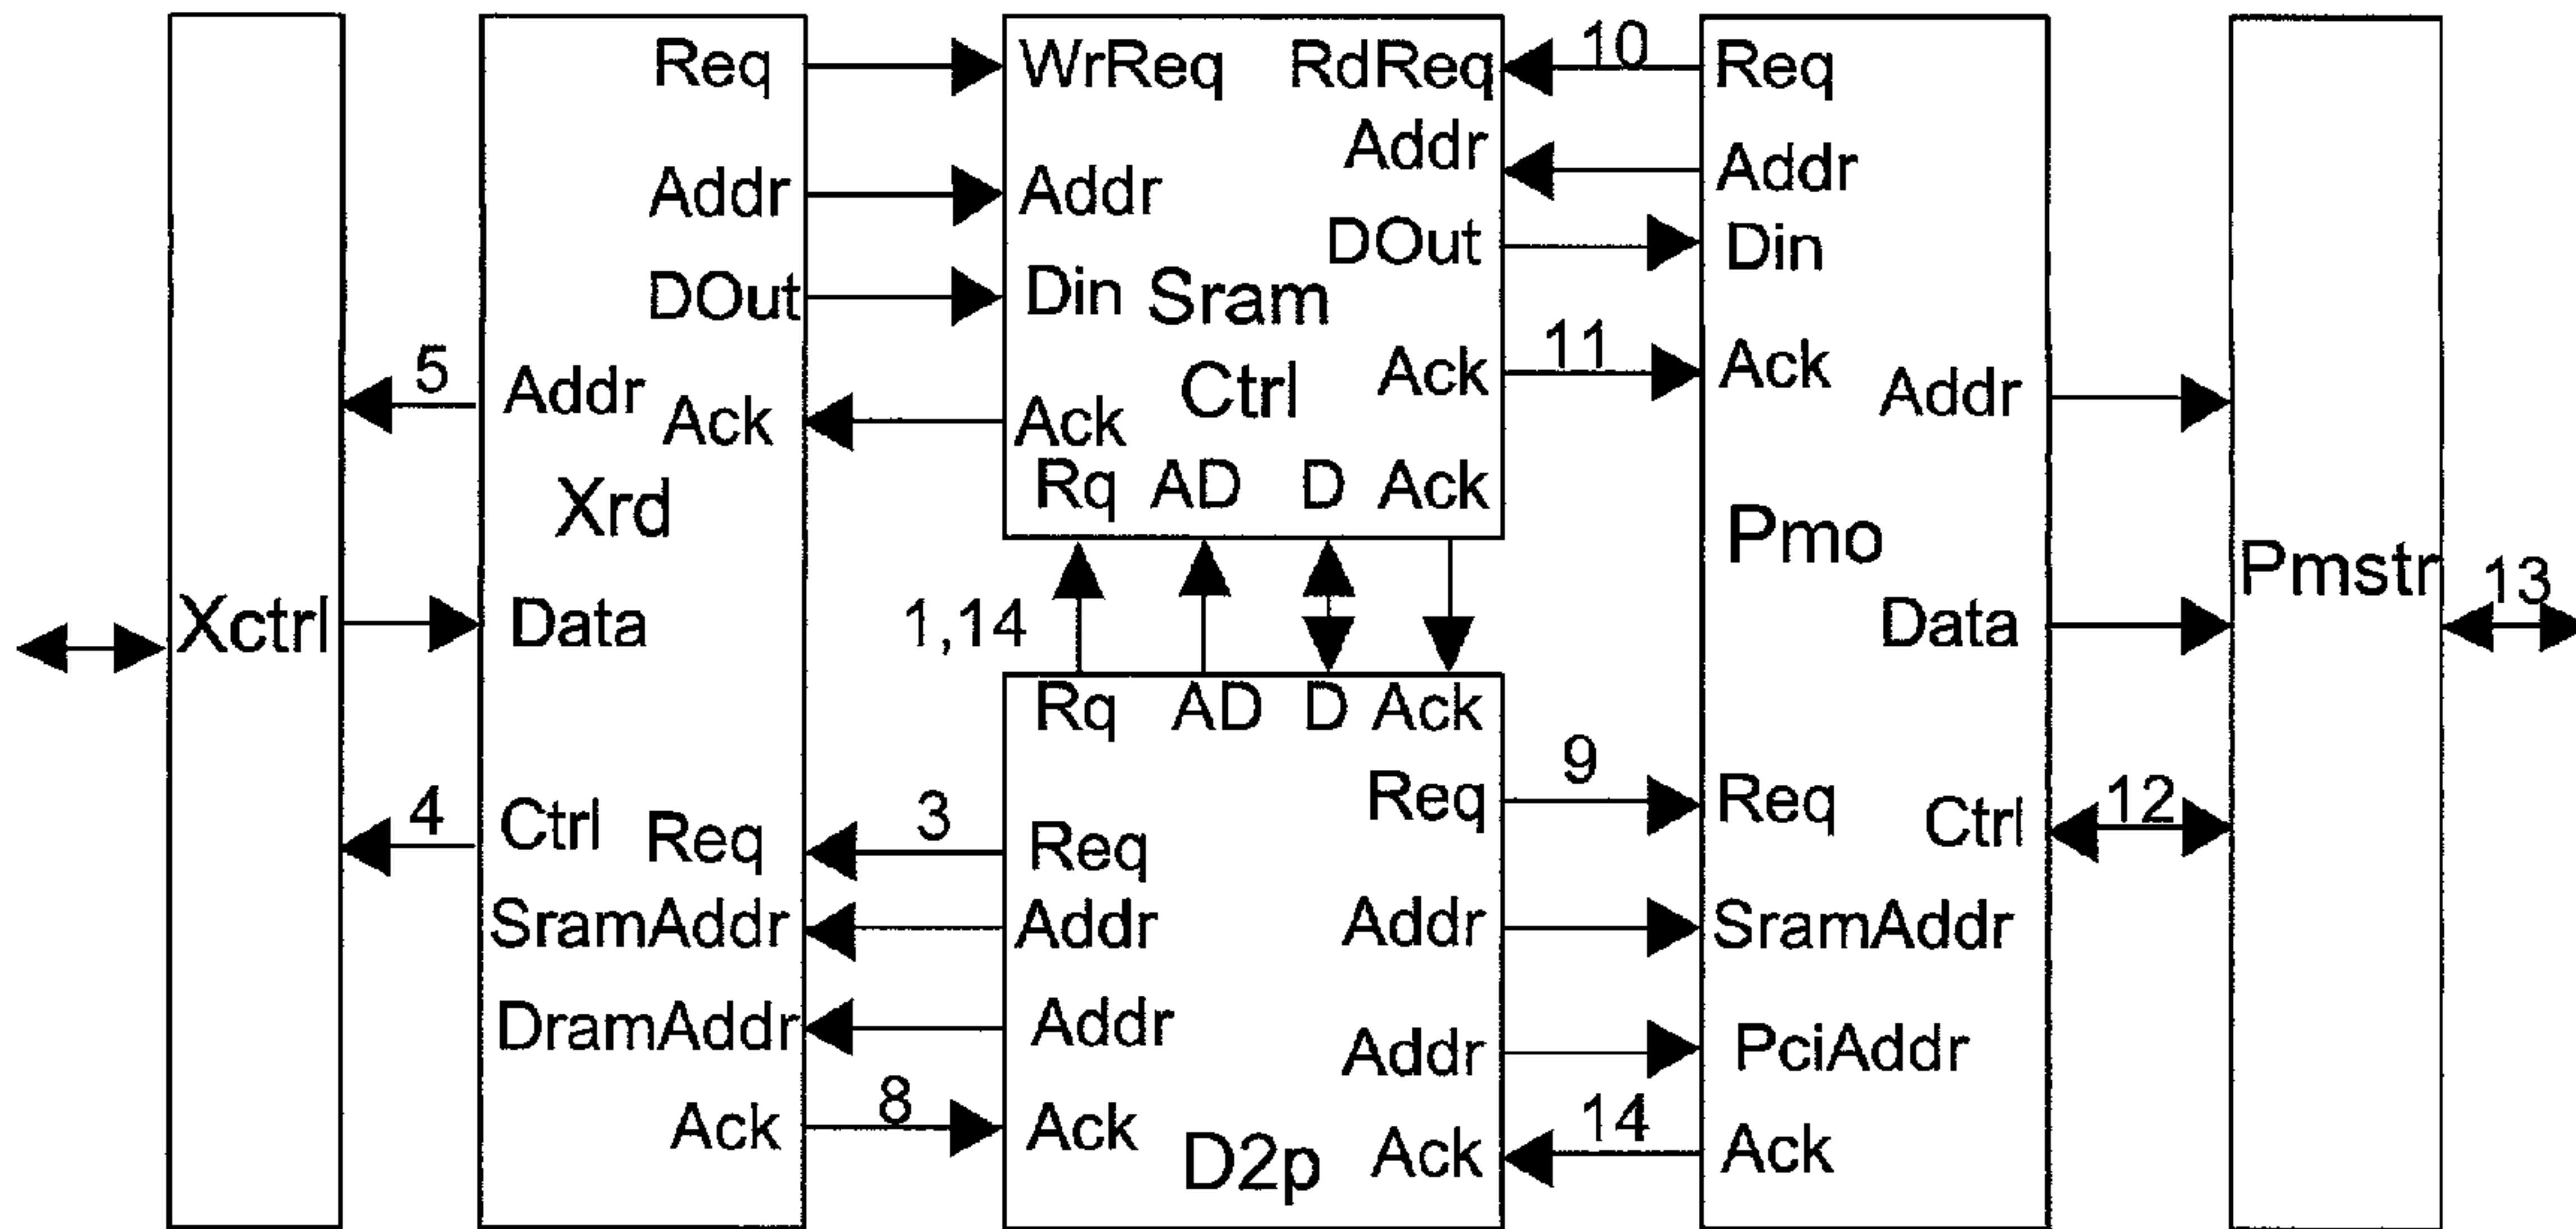 Req WrReq RdReq 10 Req
Addr Addr
Addr Addr Addr
DOut Din
DOut Din Sram
5 Addr Ack 11 Ack
Ack Ack Ctrl Addr
Rq AD D Ack
Xrd Pmo
Xctrl Data 1,14 Data Pmstr 13
Rq AD D Ack
Req 9 Req
4 Ctrl Req 3 Req Ctrl 12
SramAddr Addr Addr SramAddr
DramAddr Addr Addr PciAddr
Ack 8 Ack Ack 14 Ack
D2p